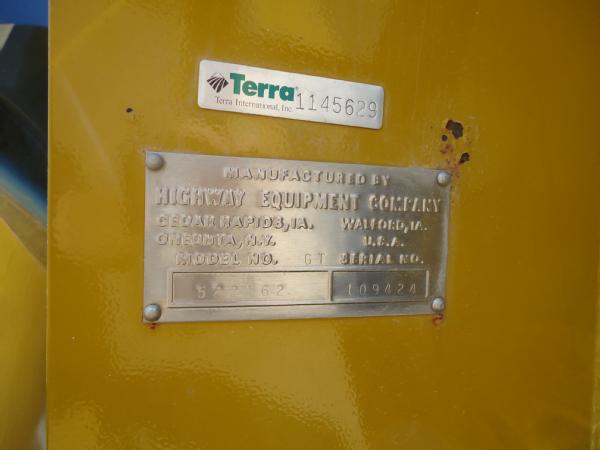 Terra
Terra International, Inc. 1145629
MANUFACTURED BY
HIGHWAY EQUIPMENT COMPANY
CEDAR RAPIDS, IA. WALFORD, IA.
ONEONTA, N.Y. U.S.A.
MODEL NO. GT SERIAL NO.
109424